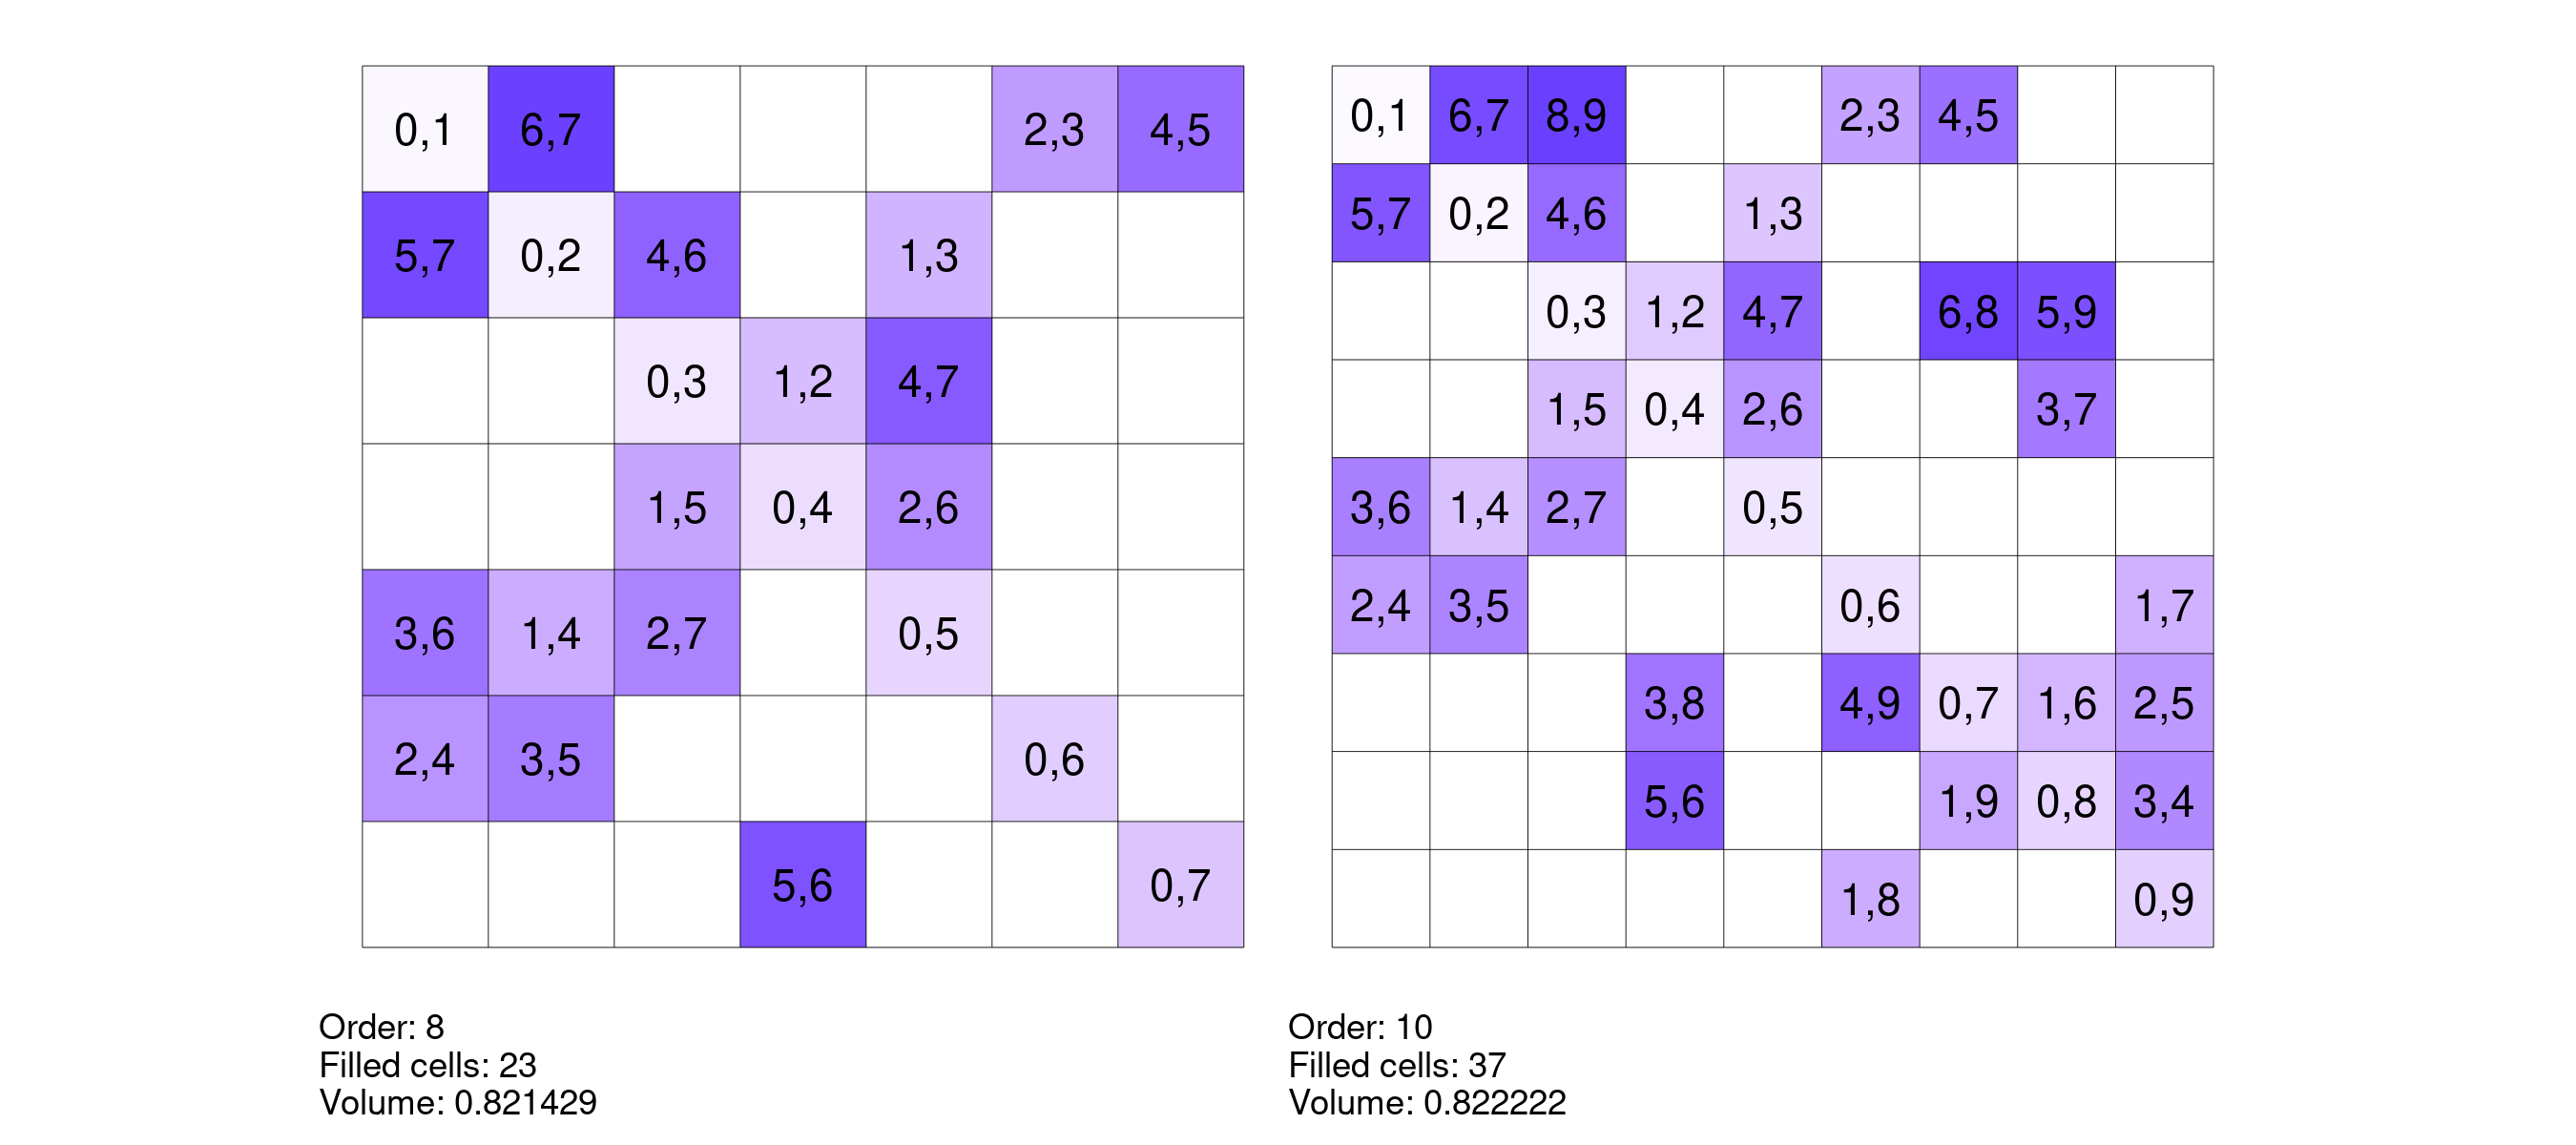 0,1 6,7 2,3 4,5
5,7 0,2 4,6 1,3
0,3 1,2 4,7
1,5 0,4 2,6
3,6 1,4 2,7 0,5
2,4 3,5 0,6
5,6 0,7
Order: 8
Filled cells: 23
Volume: 0.821429
0,1 6,7 8,9 2,3 4,5
5,7 0,2 4,6 1,3
0,3 1,2 4,7 6,8 5,9
1,5 0,4 2,6 3,7
3,6 1,4 2,7 0,5
2,4 3,5 0,6 1,7
3,8 4,9 0,7 1,6 2,5
5,6 1,9 0,8 3,4
1,8 0,9
Order: 10
Filled cells: 37
Volume: 0.822222